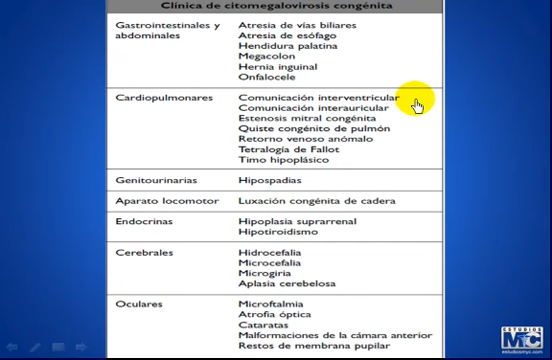 Clínica de citomegalovirosis congénita
Gastrointestinales y abdominales
Atresia de vías biliares
Atresia de esófago
Hendidura palatina
Megacolon
Hernia inguinal
Onfalocele
Cardiopulmonares
Comunicación interventricular
Comunicación interauricular
Estenosis mitral congénita
Quiste congénito de pulmón
Retorno venoso anómalo
Tetralogía de Fallot
Timo hipoplásico
Genitourinarias
Hipospadias
Aparato locomotor
Luxación congénita de cadera
Endocrinas
Hipoplasia suprarrenal
Hipotiroidismo
Cerebrales
Hidrocefalia
Microcefalia
Microgiria
Aplasia cerebelosa
Oculares
Microftalmia
Atrofia óptica
Cataratas
Malformaciones de la cámara anterior
Restos de membrana pupilar
ESTUDIOS
MyC
estudiosmyc.com